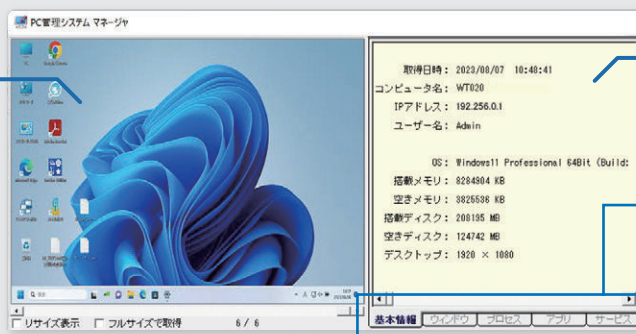 PC管理システム マネージャ
取得日時： 2023/08/07 10:48:41
コンピュータ名： WT020
IPアドレス： 192.256.0.1
ユーザー名： Admin
OS： Windows11 Professional 64Bit (Build:
搭載メモリ： 8284904 KB
空きメモリ： 3825536 KB
搭載ディスク： 208195 MB
空きディスク： 124742 MB
デスクトップ： 1920 × 1080
リサイズ表示 フルサイズで取得 6 / 6
基本情報 ウィンドウ プロセス アプリ サービス